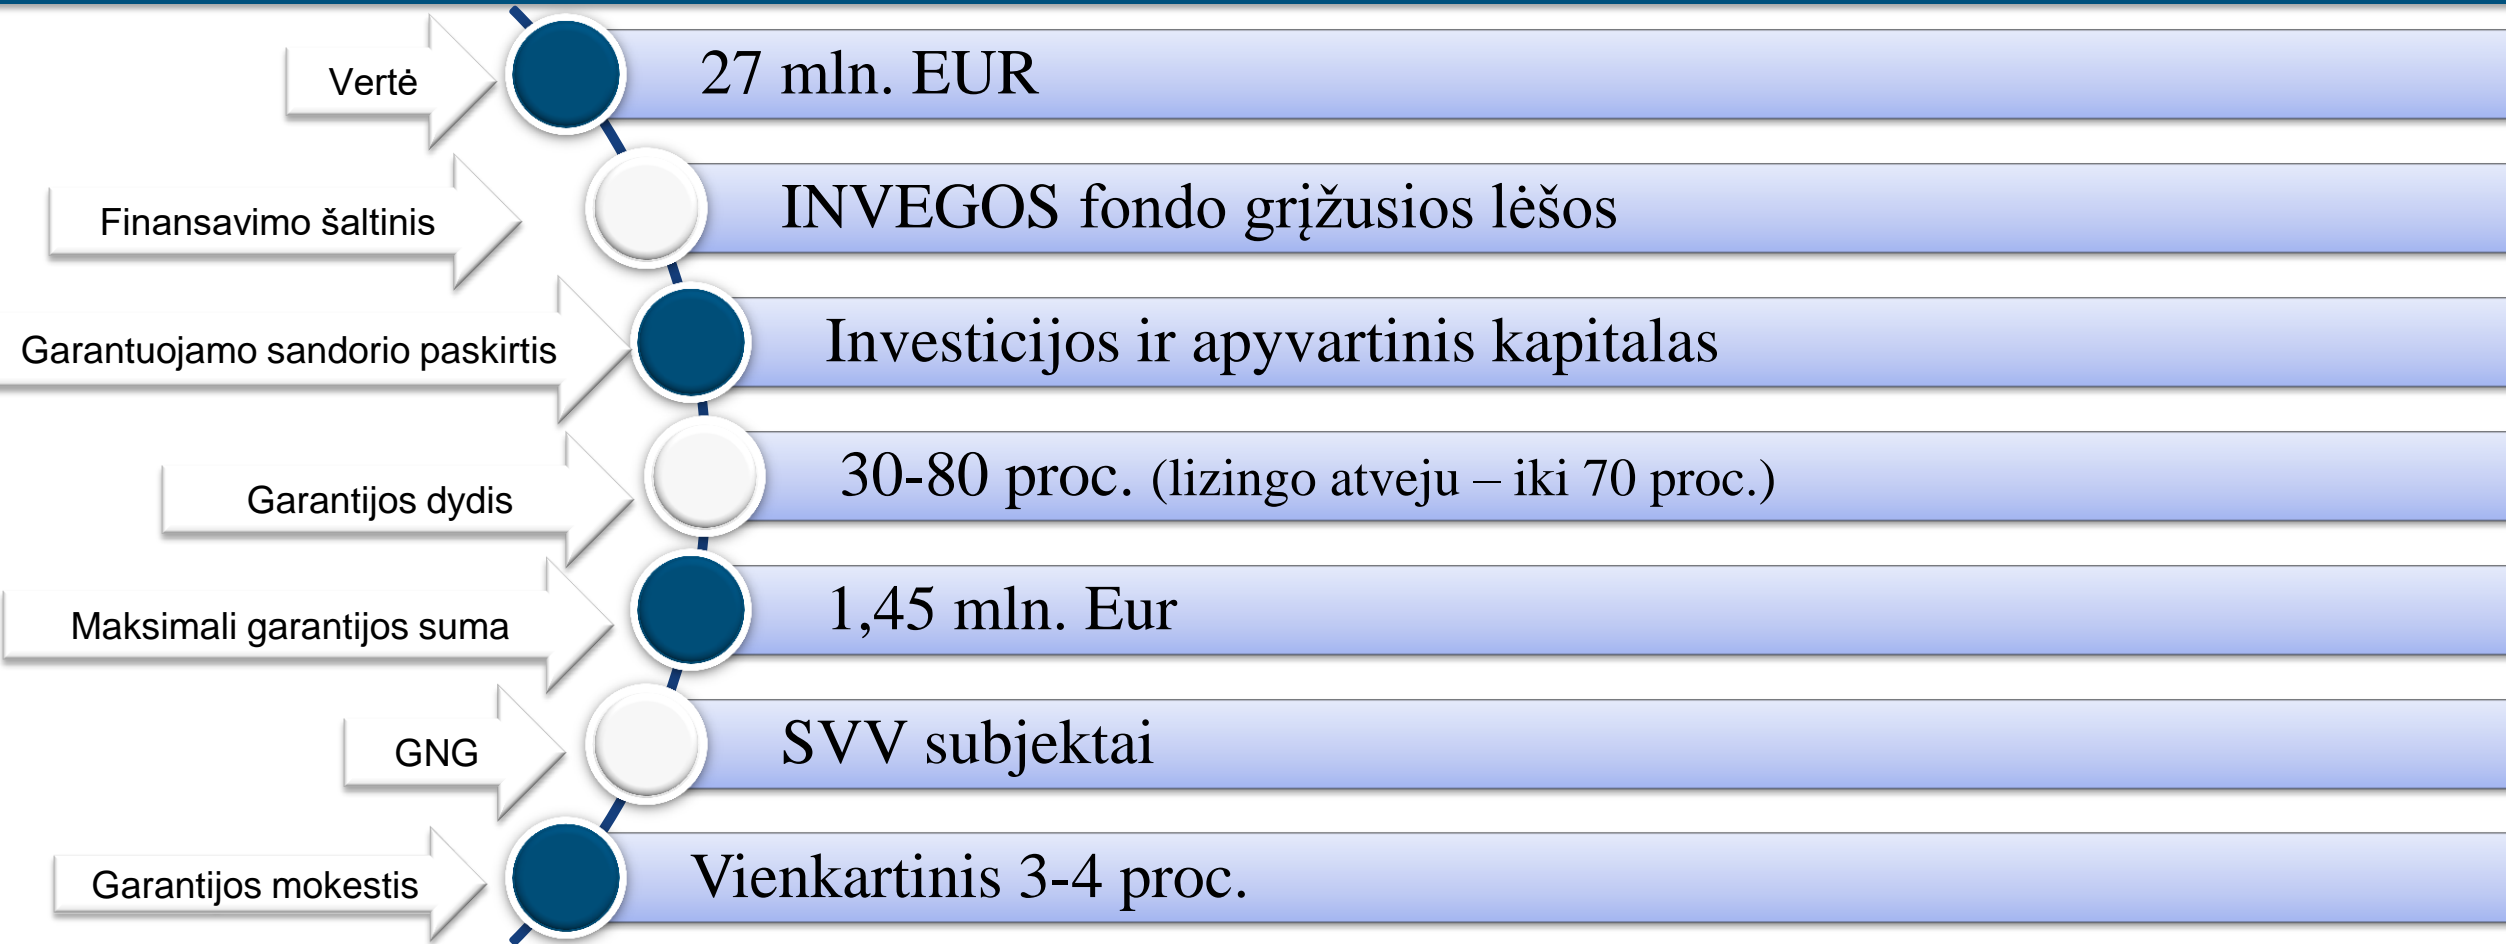 Vertė
27 mln. EUR
Finansavimo šaltinis
INVEGOS fondo grįžusios lėšos
Garantuojamo sandorio paskirtis
Investicijos ir apyvartinis kapitalas
Garantijos dydis
30-80 proc. (lizingo atveju – iki 70 proc.)
Maksimali garantijos suma
1,45 mln. Eur
GNG
SVV subjektai
Garantijos mokestis
Vienkartinis 3-4 proc.